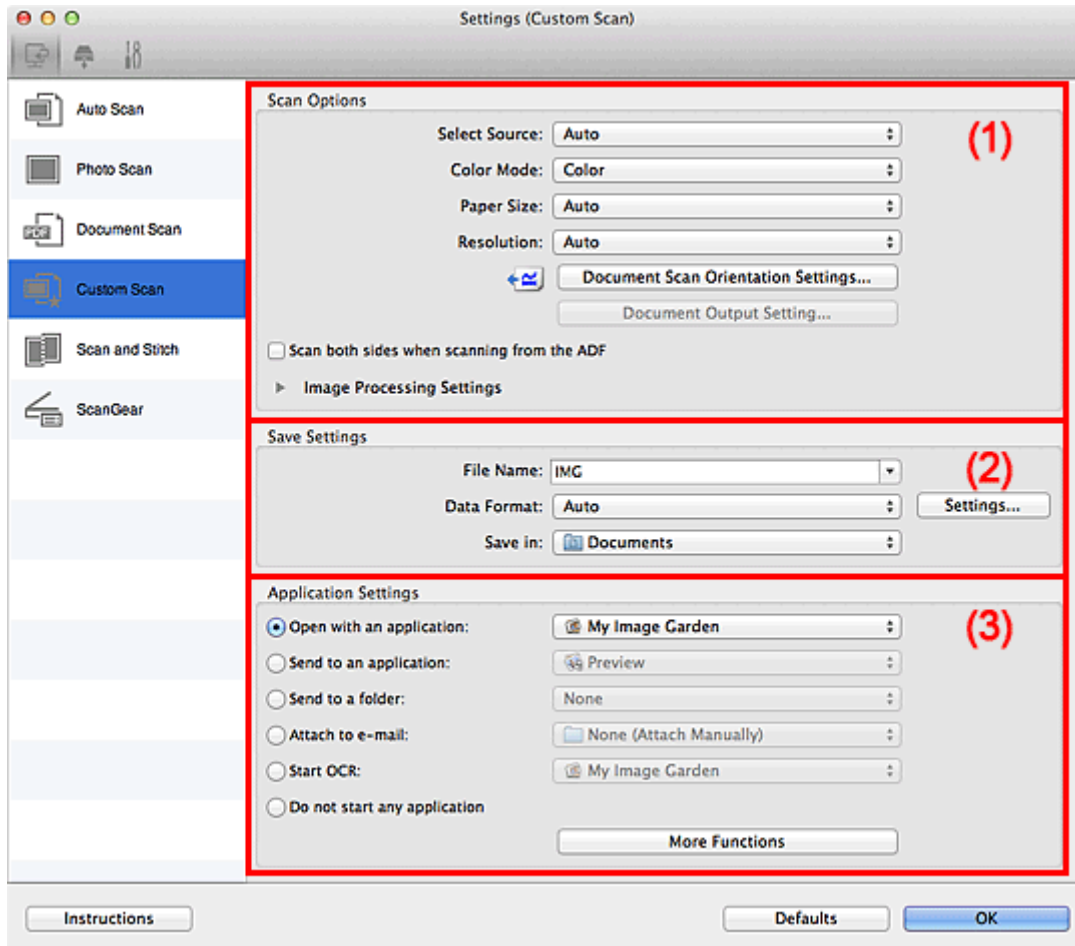 Settings (Custom Scan)
Auto Scan
Photo Scan
PDF
Document Scan
Custom Scan
Scan and Stitch
ScanGear
Scan Options
(1)
Select Source: Auto
Color Mode: Color
Paper Size: Auto
Resolution: Auto
Document Scan Orientation Settings...
Document Output Setting...
Scan both sides when scanning from the ADF
Image Processing Settings
Save Settings
(2)
File Name: IMG
Data Format: Auto Settings...
Save in: Documents
Application Settings
(3)
Open with an application: My Image Garden
Send to an application: Preview
Send to a folder: None
Attach to e-mail: None (Attach Manually)
Start OCR: My Image Garden
Do not start any application
More Functions
Instructions Defaults OK